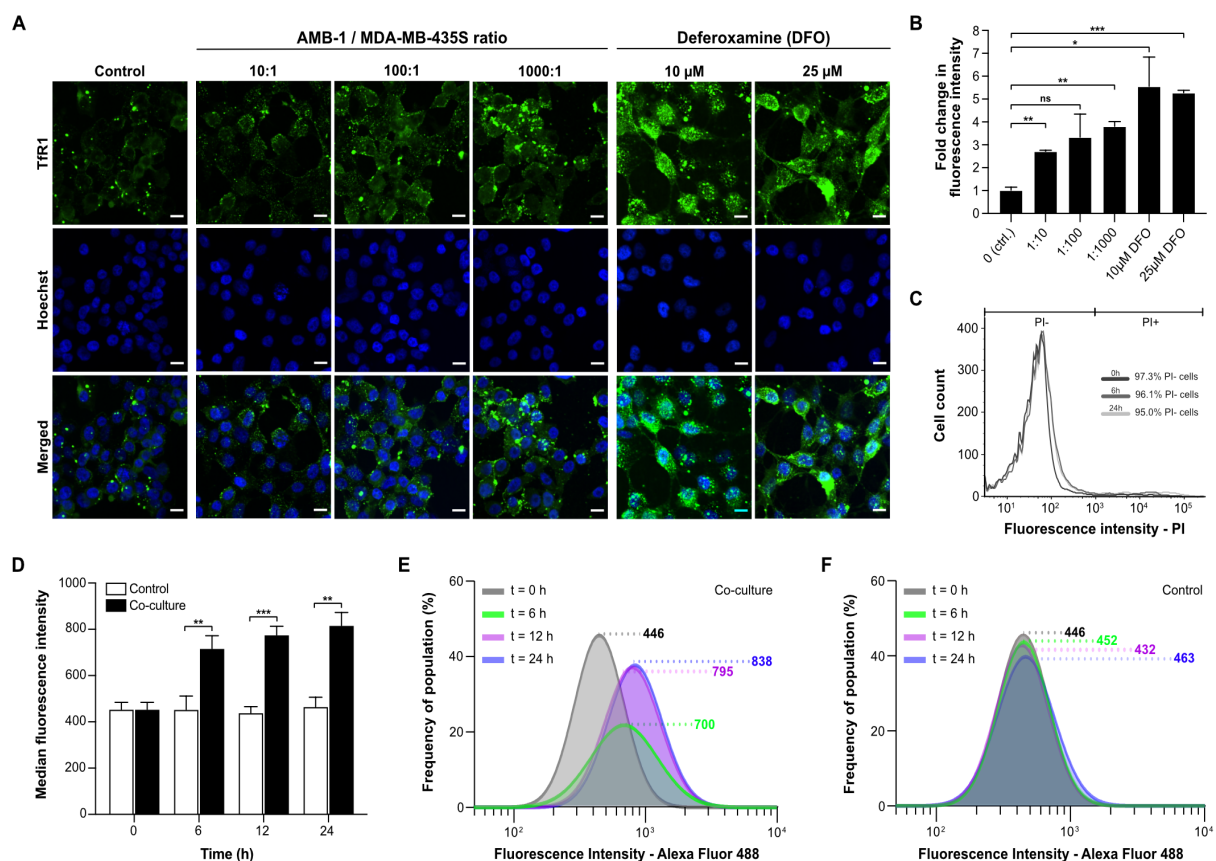 A
AMB-1 / MDA-MB-435S ratio
Deferoxamine (DFO)
Control
10:1
100:1
1000:1
10 µM
25 µM
TfR1
Hoechst
Merged
B
Fold change in
fluorescence intensity
8
7
6
5
4
3
2
1
0
***
*
**
ns
**
0 (ctrl.)
1:10
1:100
1:1000
10µM DFO
25µM DFO
C
PI-
PI+
Cell count
400
300
200
100
0
0h
97.3% PI- cells
6h
96.1% PI- cells
24h
95.0% PI- cells
10¹
10²
10³
10⁴
10⁵
Fluorescence intensity - PI
D
Median fluorescence intensity
1000
800
600
400
200
0
Control
Co-culture
**
***
**
0
6
12
24
Time (h)
E
Frequency of population (%)
60
40
20
0
t = 0 h
t = 6 h
t = 12 h
t = 24 h
Co-culture
446
838
795
700
10²
10³
10⁴
Fluorescence Intensity - Alexa Fluor 488
F
Frequency of population (%)
60
40
20
0
t = 0 h
t = 6 h
t = 12 h
t = 24 h
Control
446
452
432
463
10²
10³
10⁴
Fluorescence Intensity - Alexa Fluor 488